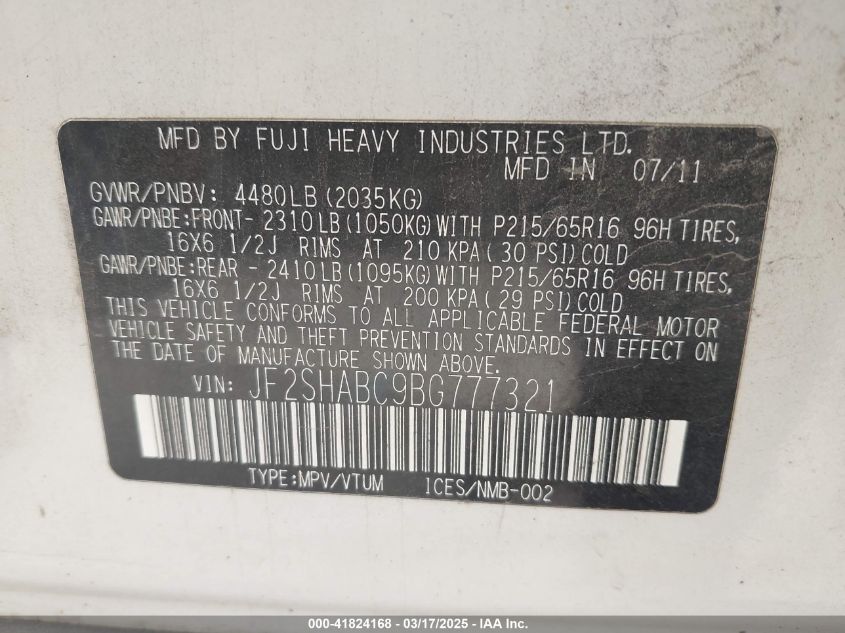 MFD BY FUJI HEAVY INDUSTRIES LTD.
MFD IN 07/11
GVWR/PNBV: 4480LB(2035KG)
GAWR/PNBE:FRONT- 2310LB(1050KG)WITH P215/65R16 96H TIRES,
16X6 1/2J RIMS AT 210 KPA(30 PSI)COLD
GAWR/PNBE:REAR - 2410LB(1095KG)WITH P215/65R16 96H TIRES,
16X6 1/2J RIMS AT 200 KPA(29 PSI)COLD
THIS VEHICLE CONFORMS TO ALL APPLICABLE FEDERAL MOTOR
VEHICLE SAFETY AND THEFT PREVENTION STANDARDS IN EFFECT ON
THE DATE OF MANUFACTURE SHOWN ABOVE.
VIN: JF2SHABC9BG777321
TYPE:MPV/VTUM ICES/NMB-002
000-41824168 - 03/17/2025 - IAA Inc.